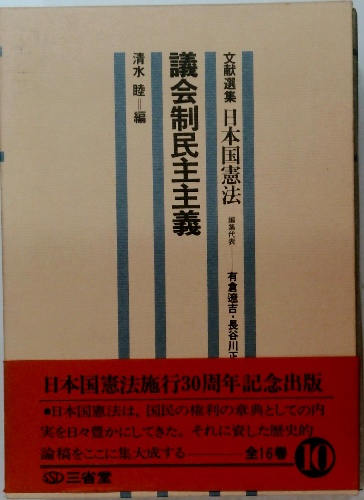 文献選集 日本国憲法 編集代表――有倉遼吉・長谷川正
議会制民主主義
清水 睦＝編
日本国憲法施行30周年記念出版
●日本国憲法は、国民の権利の章典としての内
実を日々豊かにしてきた。それに資した歴史的
論稿をここに集大成する――全16巻
10
三省堂